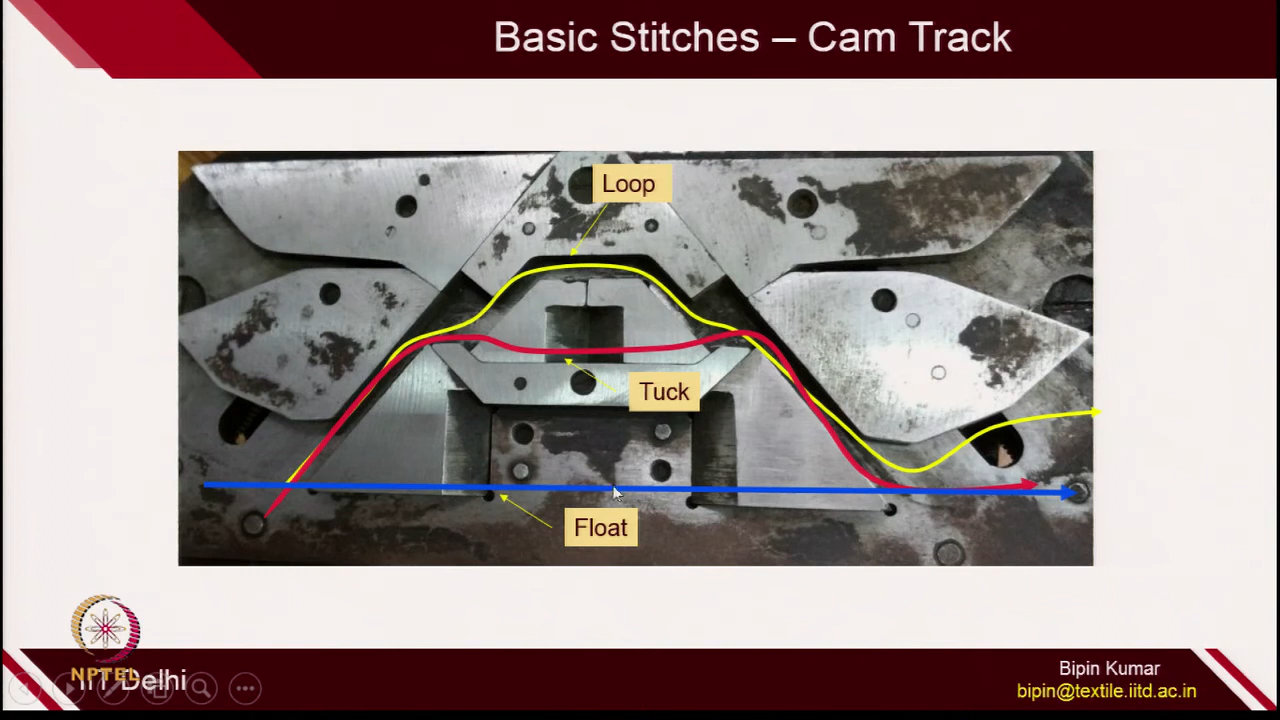 Basic Stitches – Cam Track
Loop
Tuck
Float
NPTEL
IIT Delhi
Bipin Kumar
bipin@textile.iitd.ac.in